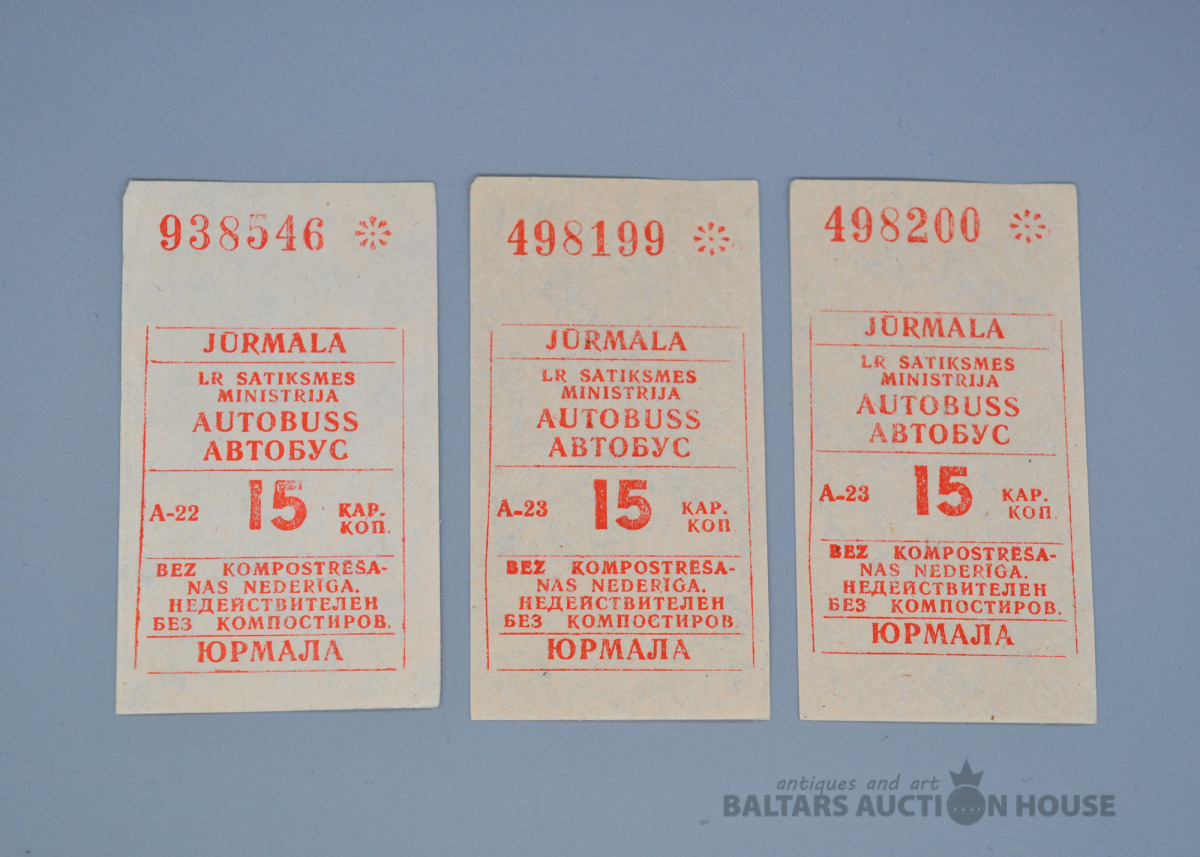 938546
JŪRMALA
LR SATIKSMES
MINISTRIJA
AUTOBUSS
АВТОБУС
А-22 15 КАР.
КОП.
BEZ KOMPOSTRĒŠA-
NAS NEDERĪGA.
НЕДЕЙСТВИТЕЛЕН
БЕЗ КОМПОСТИРОВ.
ЮРМАЛА
498199
JŪRMALA
LR SATIKSMES
MINISTRIJA
AUTOBUSS
АВТОБУС
А-23 15 КАР.
КОП.
BEZ KOMPOSTRĒŠA-
NAS NEDERĪGA.
НЕДЕЙСТВИТЕЛЕН
БЕЗ КОМПОСТИРОВ.
ЮРМАЛА
498200
JŪRMALA
LR SATIKSMES
MINISTRIJA
AUTOBUSS
АВТОБУС
А-23 15 КАР.
КОП.
BEZ KOMPOSTRĒŠA-
NAS NEDERĪGA.
НЕДЕЙСТВИТЕЛЕН
БЕЗ КОМПОСТИРОВ.
ЮРМАЛА
antiques and art
BALTARS AUCTION HOUSE